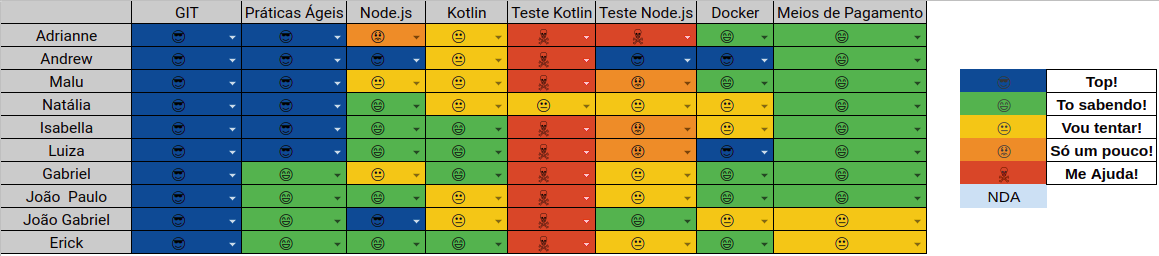 GIT Práticas Ágeis Node.js Kotlin Teste Kotlin Teste Node.js Docker Meios de Pagamento
Adrianne
Andrew
Malu
Natália
Isabella
Luiza
Gabriel
João Paulo
João Gabriel
Erick
Top!
To sabendo!
Vou tentar!
Só um pouco!
Me Ajuda!
NDA